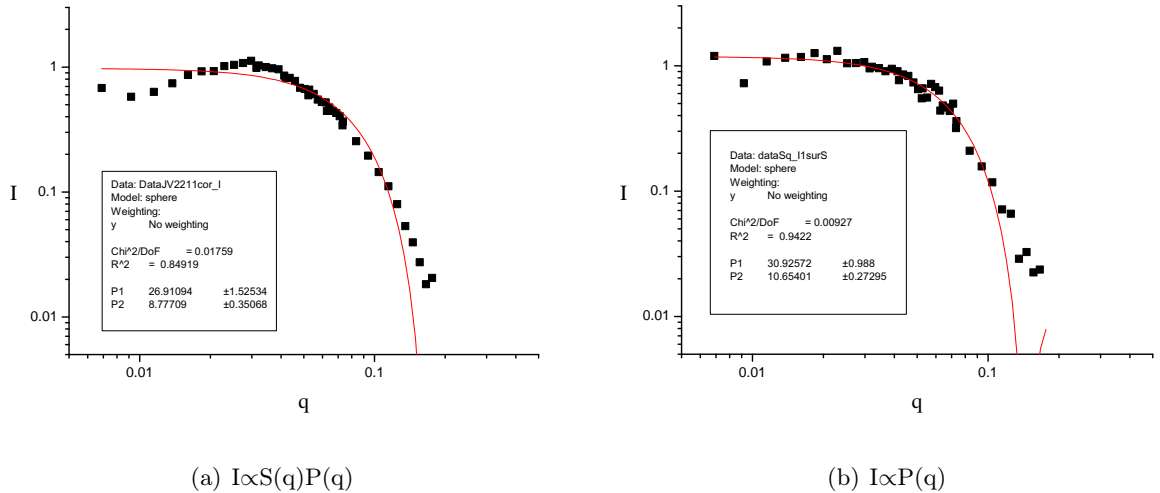 1
0.1
0.01
I
0.01 0.1
q
Data: DataJV2211cor_I
Model: sphere
Weighting:
y No weighting
Chi^2/DoF = 0.01759
R^2 = 0.84919
P1 26.91094 ±1.52534
P2 8.77709 ±0.35068
(a) I∝S(q)P(q)
1
0.1
0.01
I
0.01 0.1
q
Data: dataSq_I1surS
Model: sphere
Weighting:
y No weighting
Chi^2/DoF = 0.00927
R^2 = 0.9422
P1 30.92572 ±0.988
P2 10.65401 ±0.27295
(b) I∝P(q)